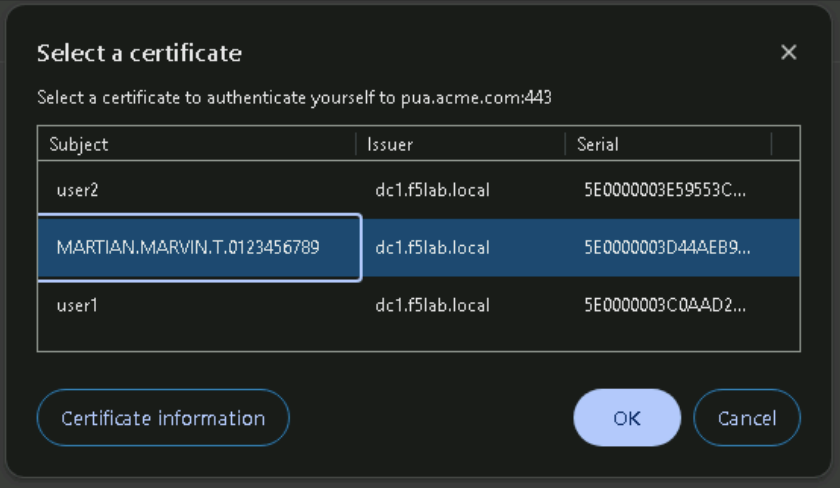 Select a certificate
Select a certificate to authenticate yourself to pua.acme.com:443
Subject Issuer Serial
user2 dc1.f5lab.local 5E0000003E59553C...
MARTIAN.MARVIN.T.0123456789 dc1.f5lab.local 5E0000003D44AEB9...
user1 dc1.f5lab.local 5E0000003C0AAD2...
Certificate information OK Cancel